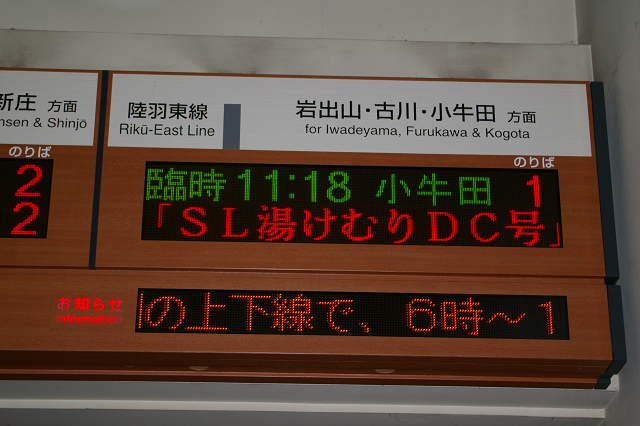 新庄 方面
nsen & Shinjō
のりば
2
2
陸羽東線
Rikū-East Line
岩出山・古川・小牛田 方面
for Iwadeyama, Furukawa & Kogota
のりば
臨時 11:18 小牛田 1
「ＳＬ湯けむりＤＣ号」
お知らせ
Information
の上下線で、６時～１